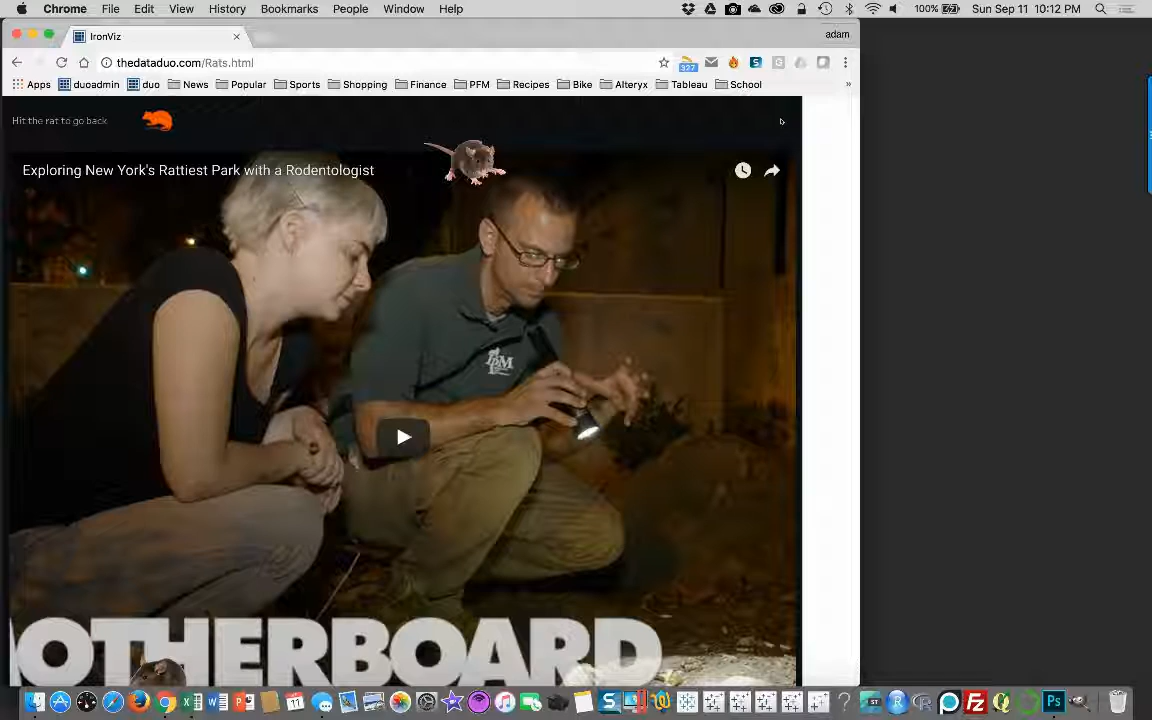 Chrome File Edit View History Bookmarks People Window Help 100% Sun Sep 11 10:12 PM
IronViz
adam
thedataduo.com/Rats.html
327
Apps duoadmin duo News Popular Sports Shopping Finance PFM Recipes Bike Alteryx Tableau School »
Hit the rat to go back
Exploring New York's Rattiest Park with a Rodentologist
IPM
OTHERBOARD